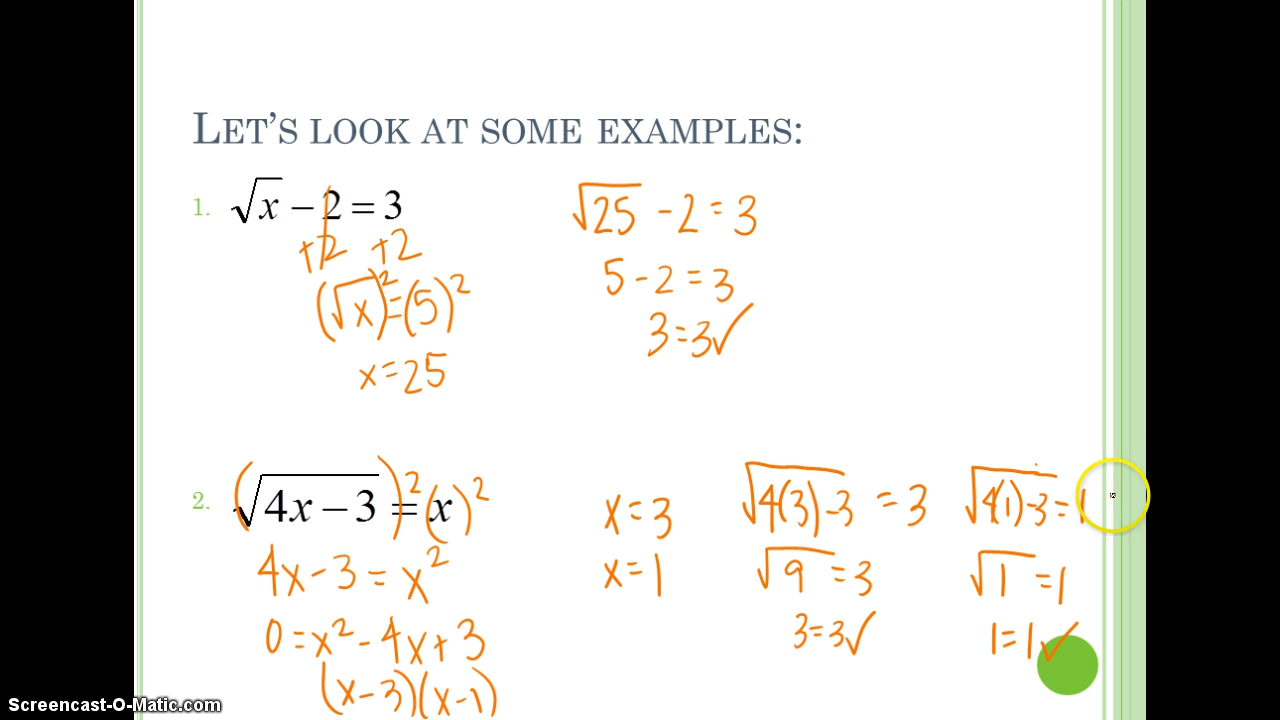 LET'S LOOK AT SOME EXAMPLES:
1. √x − 2 = 3
+2 +2
(√x)² = (5)²
x = 25
√25 - 2 = 3
5 - 2 = 3
3 = 3 ✓
2. (√4x − 3)² = (x)²
4x - 3 = x²
0 = x² - 4x + 3
(x - 3)(x - 1)
x = 3
x = 1
√4(3) - 3 = 3
√9 = 3
3 = 3 ✓
√4(1) - 3 = 1
√1 = 1
1 = 1 ✓
Screencast-O-Matic.com